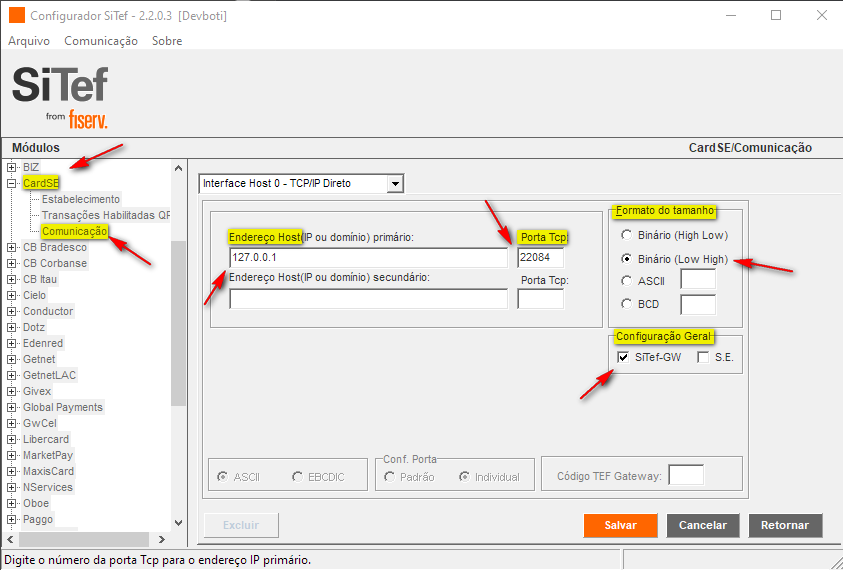 Configurador SiTef - 2.2.0.3 [Devboti]
Arquivo Comunicação Sobre
SiTef
from fiserv.
Módulos
CardSE/Comunicação
BIZ
CardSE
Estabelecimento
Transações Habilitadas QF
Comunicação
CB Bradesco
CB Corbanse
CB Itau
Cielo
Conductor
Dotz
Edenred
Getnet
GetnetLAC
Givex
Global Payments
GwCel
Libercard
MarketPay
MaxisCard
NServices
Oboe
Paggo
Interface Host 0 - TCP/IP Direto
Endereço Host(IP ou domínio) primário: Porta Tcp:
127.0.0.1 22084
Endereço Host(IP ou domínio) secundário: Porta Tcp:
Formato do tamanho
Binário (High Low)
Binário (Low High)
ASCII
BCD
Configuração Geral
SiTef-GW S.E.
ASCII EBCDIC
Conf. Porta
Padrão Individual
Código TEF Gateway:
Excluir Salvar Cancelar Retornar
Digite o número da porta Tcp para o endereço IP primário.